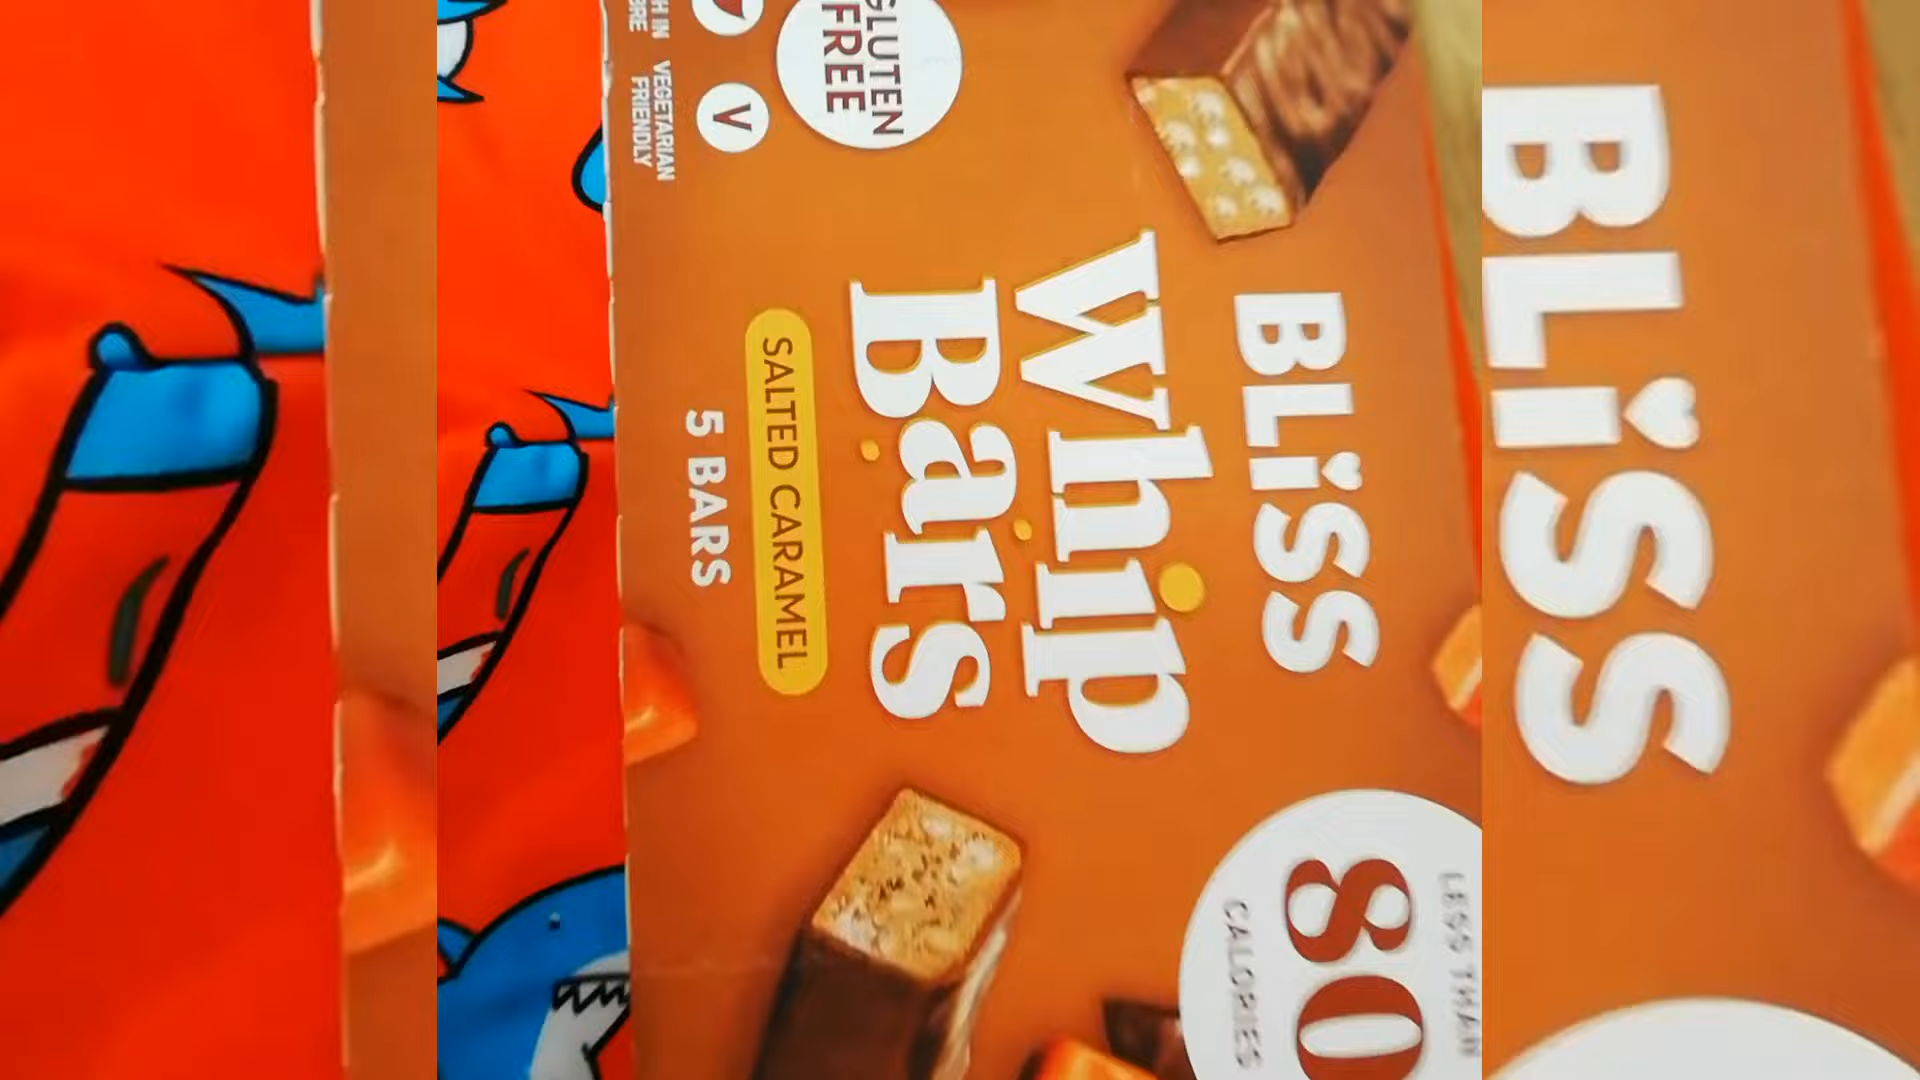 BLiSS
Whip
Bars
SALTED CARAMEL
5 BARS
GLUTEN
FREE
V
VEGETARIAN
FRIENDLY
LESS THAN
80
CALORIES
BLiSS